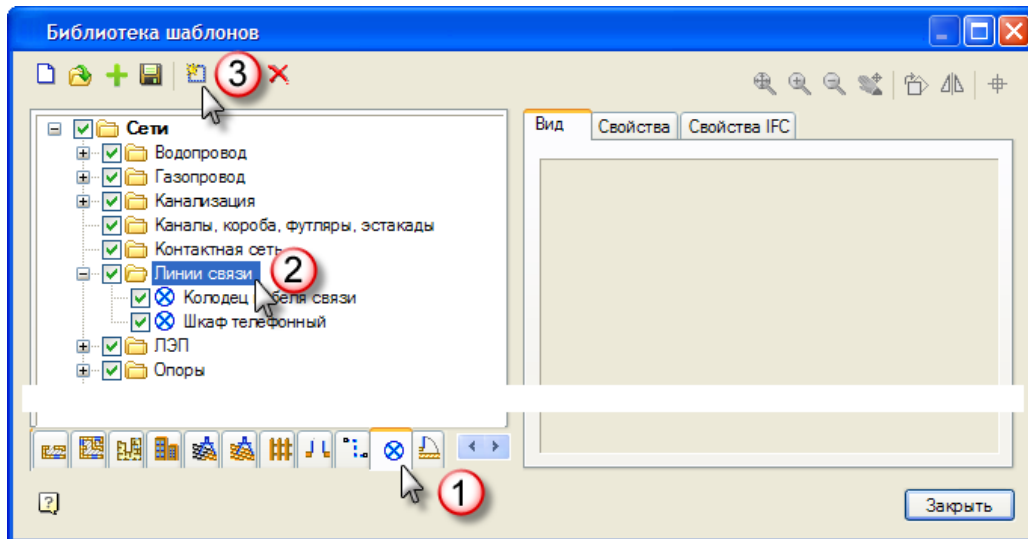 Библиотека шаблонов
3
Вид
Свойства
Свойства IFC
Сети
Водопровод
Газопровод
Канализация
Каналы, короба, футляры, эстакады
Контактная сеть
Линии связи
2
Колодец кабеля связи
Шкаф телефонный
ЛЭП
Опоры
1
?
Закрыть